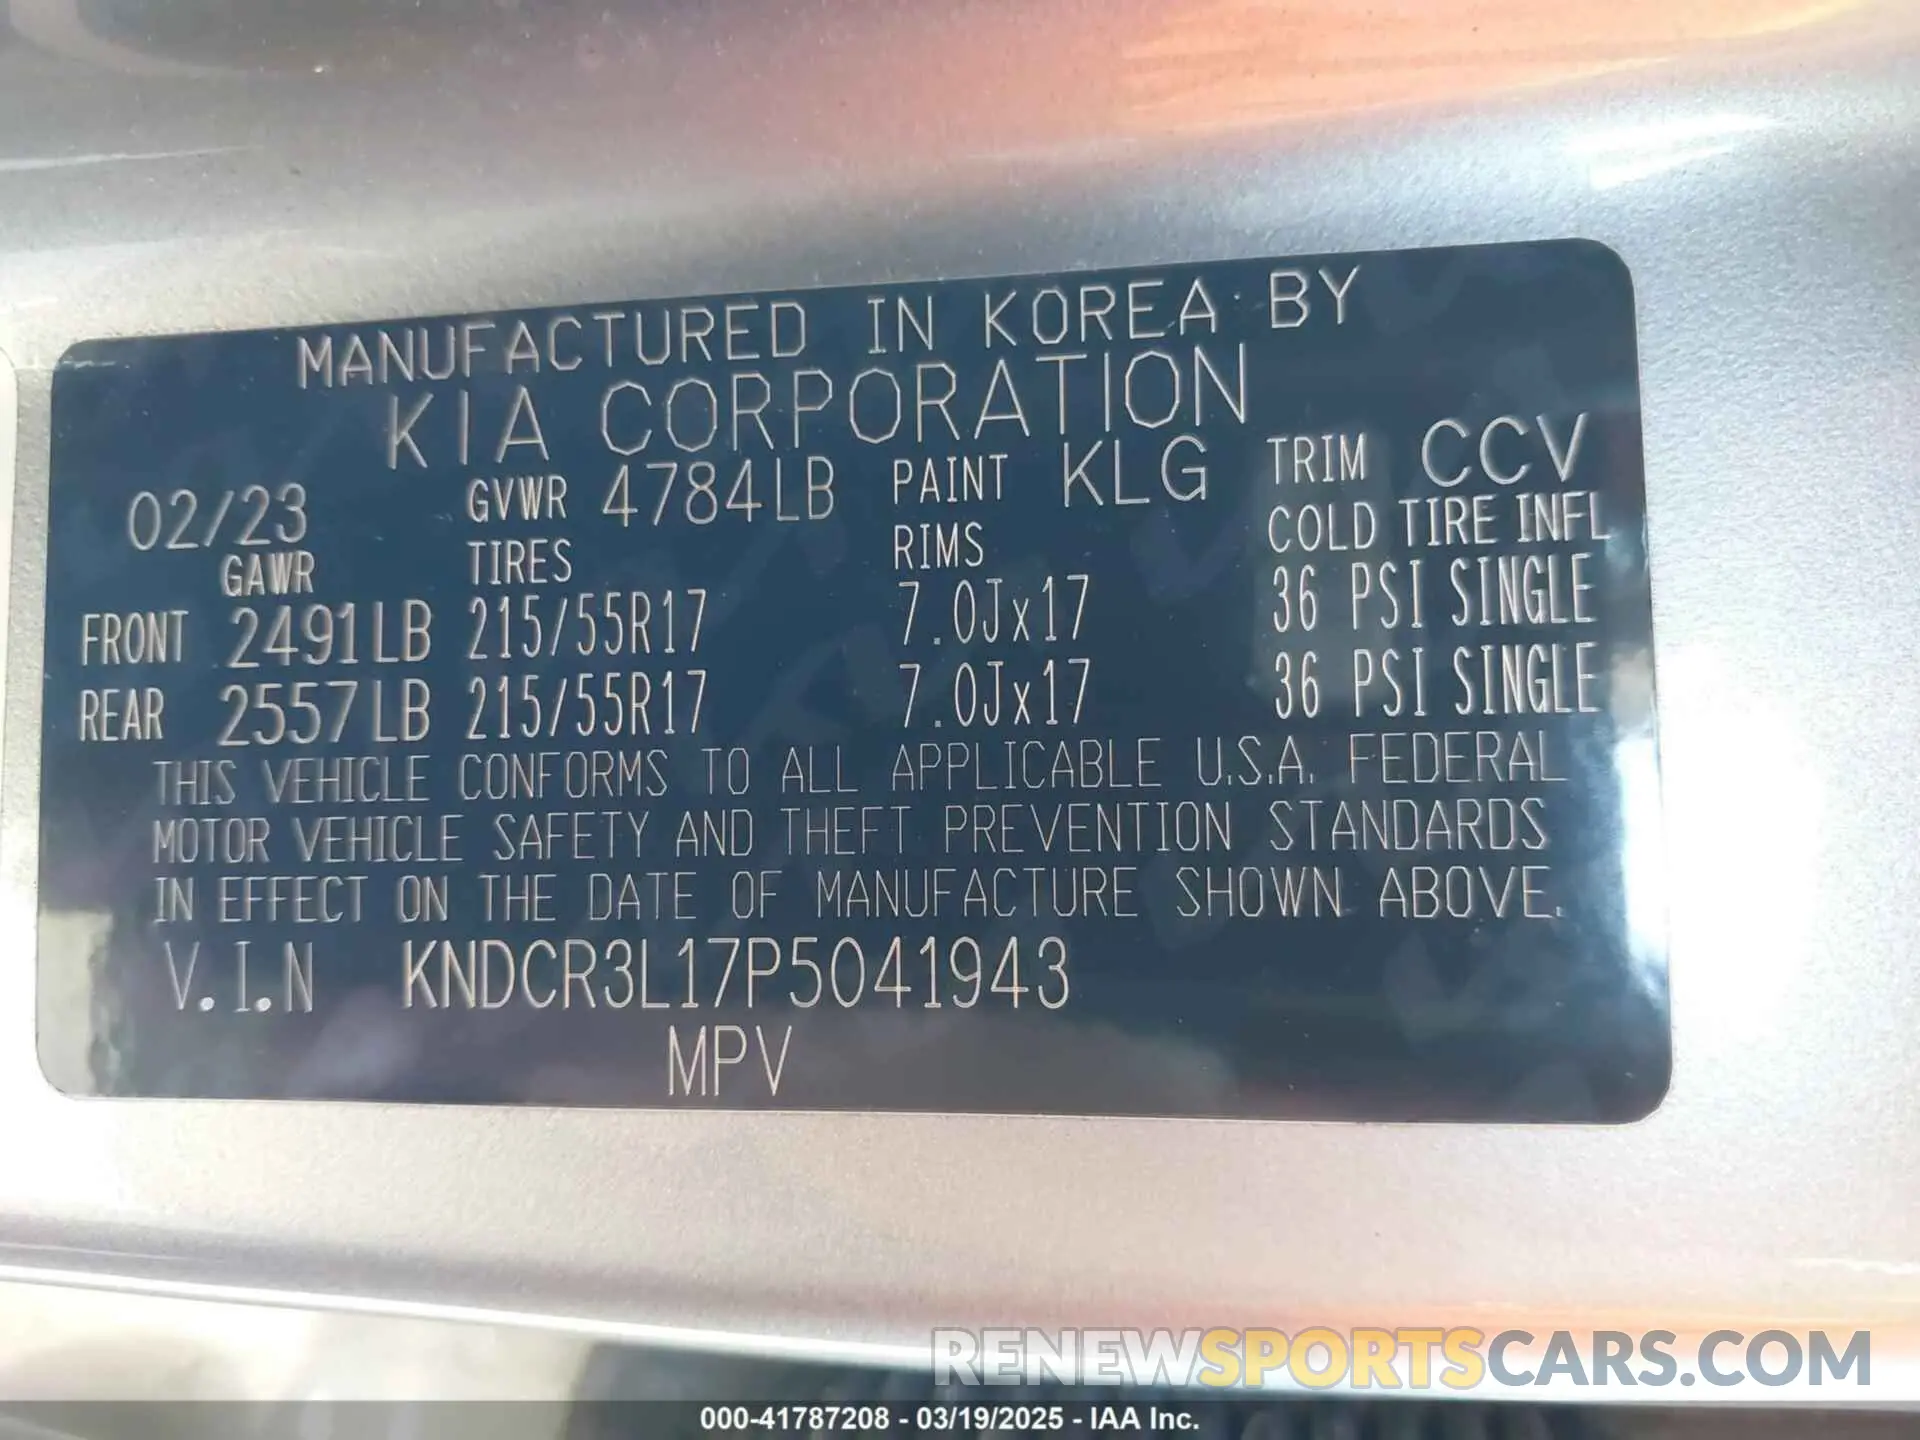 MANUFACTURED IN KOREA BY
KIA CORPORATION
02/23 GVWR 4784LB PAINT KLG TRIM CCV
GAWR TIRES RIMS COLD TIRE INFL
FRONT 2491LB 215/55R17 7.0Jx17 36 PSI SINGLE
REAR 2557LB 215/55R17 7.0Jx17 36 PSI SINGLE
THIS VEHICLE CONFORMS TO ALL APPLICABLE U.S.A. FEDERAL
MOTOR VEHICLE SAFETY AND THEFT PREVENTION STANDARDS
IN EFFECT ON THE DATE OF MANUFACTURE SHOWN ABOVE.
V.I.N KNDCR3L17P5041943
MPV
RENEWSPORTSCARS.COM
000-41787208 - 03/19/2025 - IAA Inc.